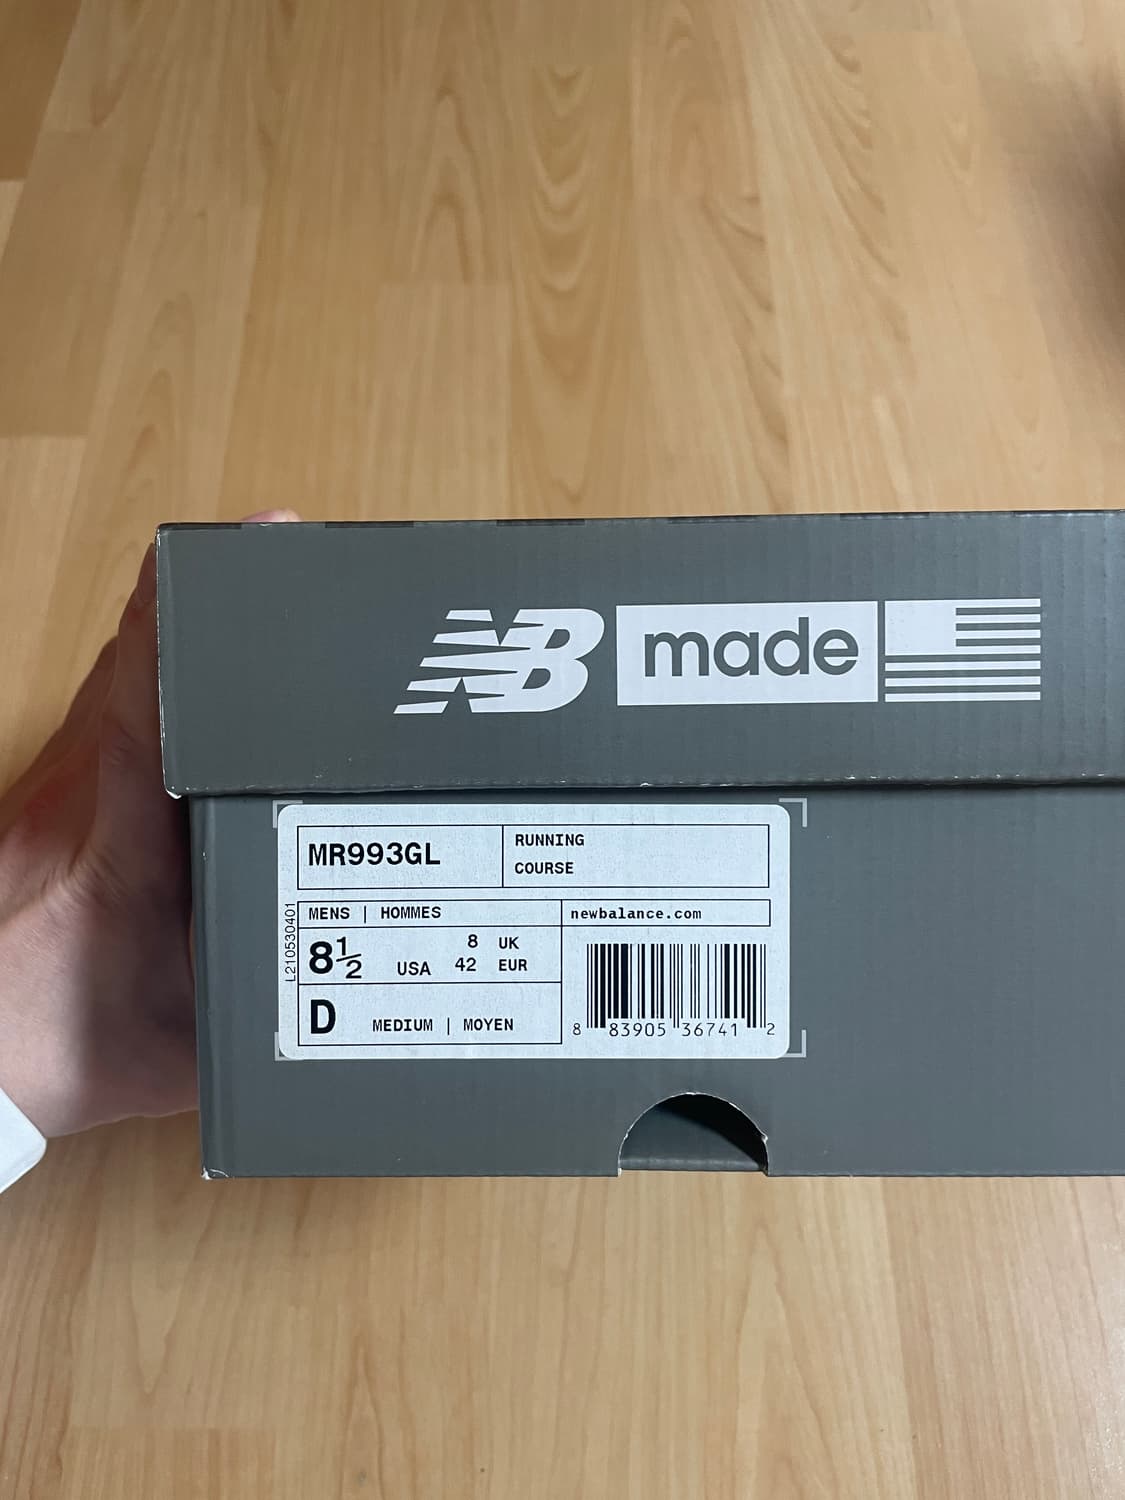 NB made
MR993GL
RUNNING
COURSE
MENS | HOMMES
newbalance.com
8½ USA 8 UK
42 EUR
D MEDIUM | MOYEN
8 83905 36741 2
L210530401